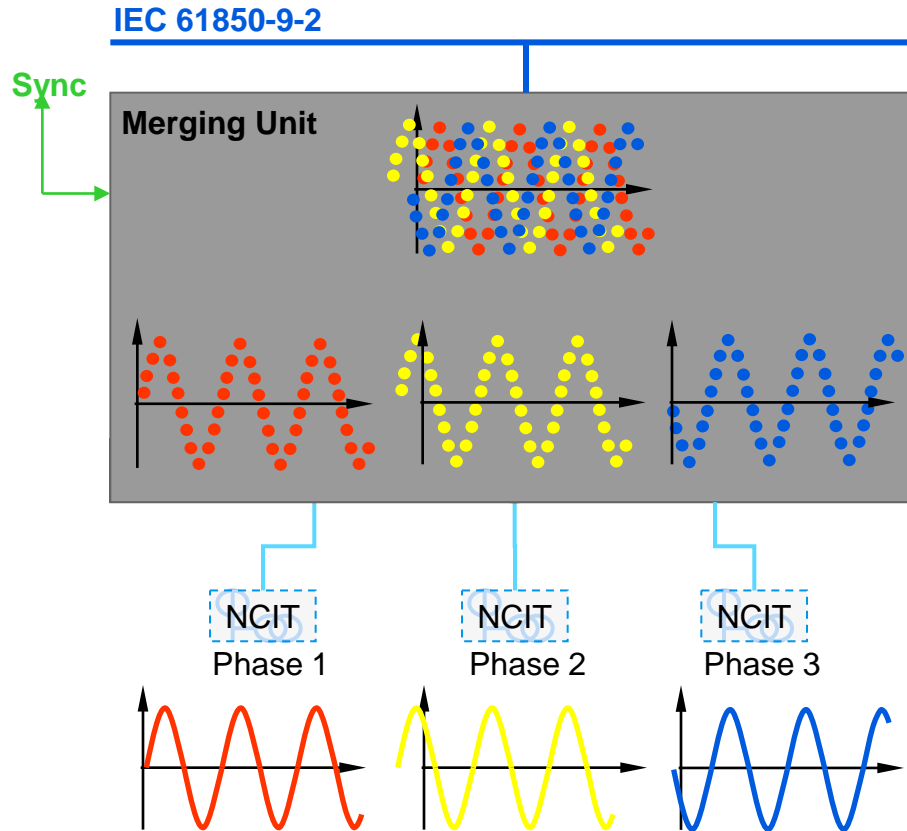 IEC 61850-9-2
Sync
Merging Unit
NCIT
NCIT
NCIT
Phase 1
Phase 2
Phase 3